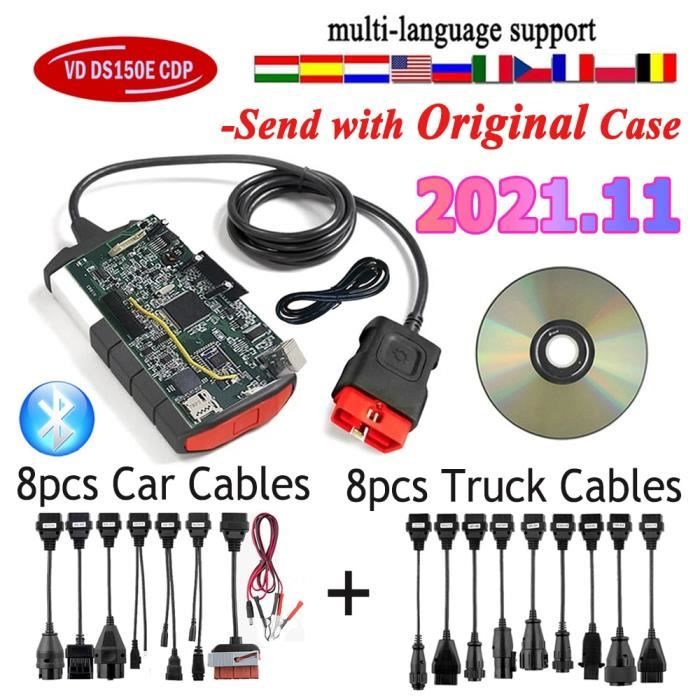 multi-language support
VD DS150E CDP
-Send with Original Case
2021.11
8pcs Car Cables
8pcs Truck Cables
+